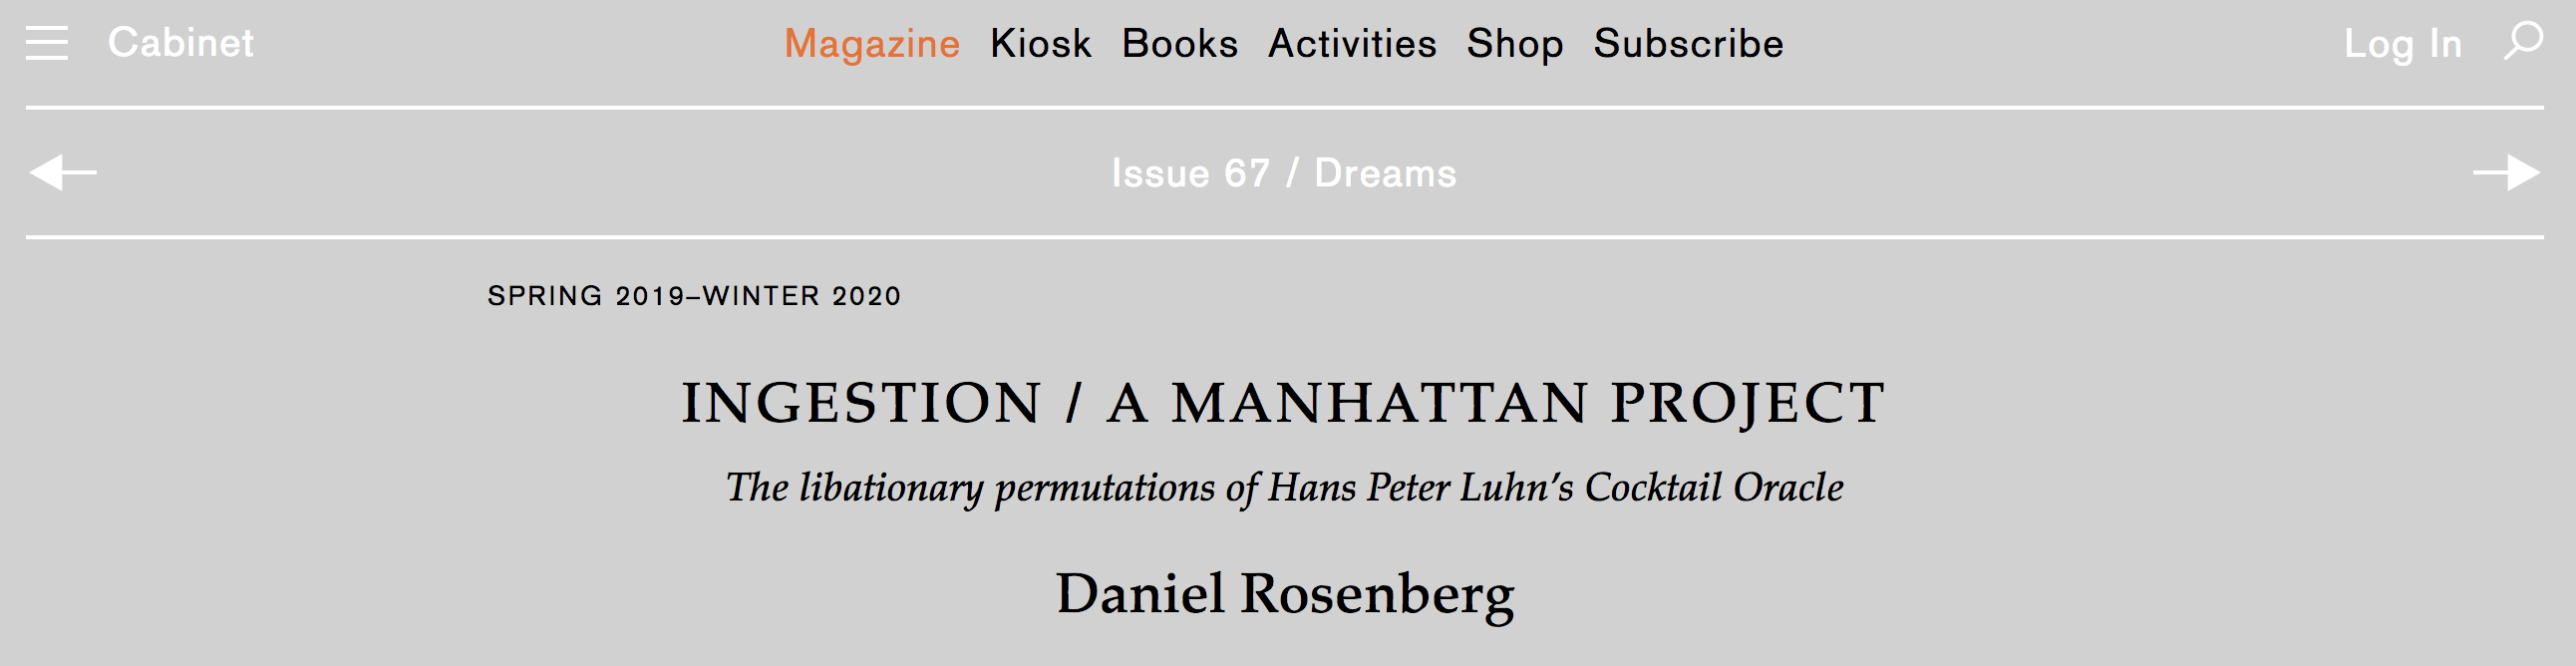 Cabinet Magazine Kiosk Books Activities Shop Subscribe Log In
Issue 67 / Dreams
SPRING 2019–WINTER 2020
INGESTION / A MANHATTAN PROJECT
The libationary permutations of Hans Peter Luhn’s Cocktail Oracle
Daniel Rosenberg